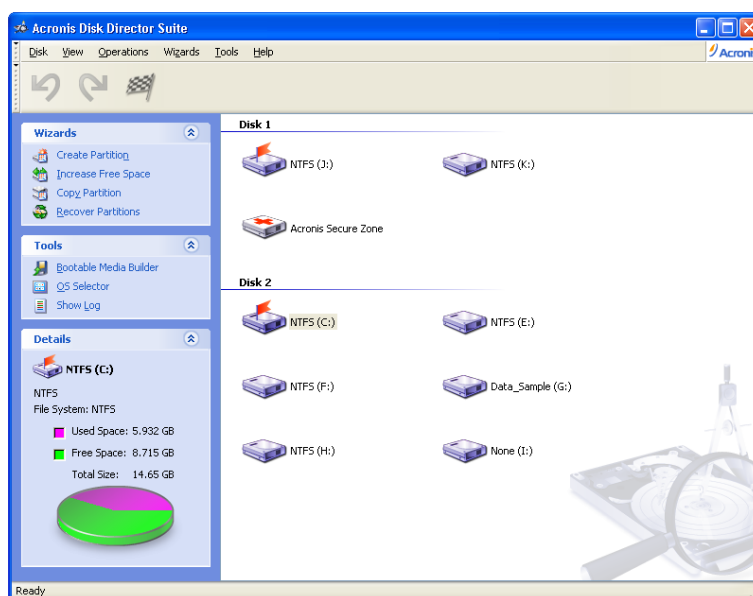 Acronis Disk Director Suite
Disk View Operations Wizards Tools Help
Acroni
Wizards
Create Partition
Increase Free Space
Copy Partition
Recover Partitions
Tools
Bootable Media Builder
OS Selector
Show Log
Details
NTFS (C:)
NTFS
File System: NTFS
Used Space: 5.932 GB
Free Space: 8.715 GB
Total Size: 14.65 GB
Disk 1
NTFS (J:) NTFS (K:)
Acronis Secure Zone
Disk 2
NTFS (C:) NTFS (E:)
NTFS (F:) Data_Sample (G:)
NTFS (H:) None (I:)
Ready